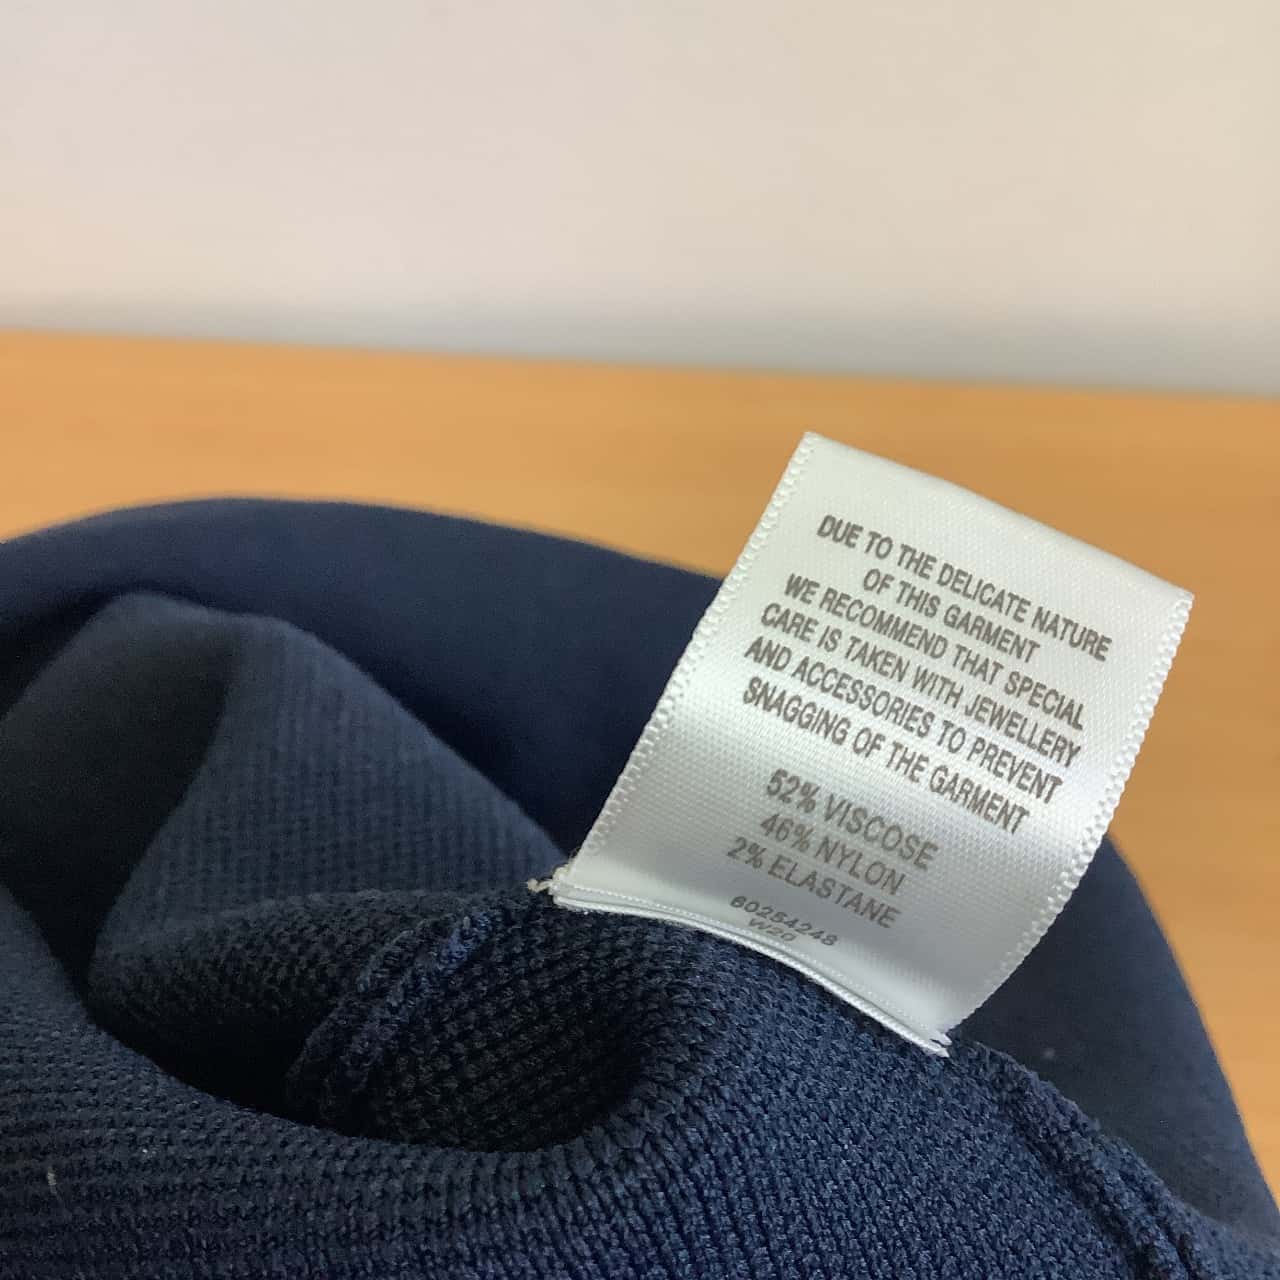 DUE TO THE DELICATE NATURE
OF THIS GARMENT
WE RECOMMEND THAT SPECIAL
CARE IS TAKEN WITH JEWELLERY
AND ACCESSORIES TO PREVENT
SNAGGING OF THE GARMENT
52% VISCOSE
46% NYLON
2% ELASTANE
60254248
W20